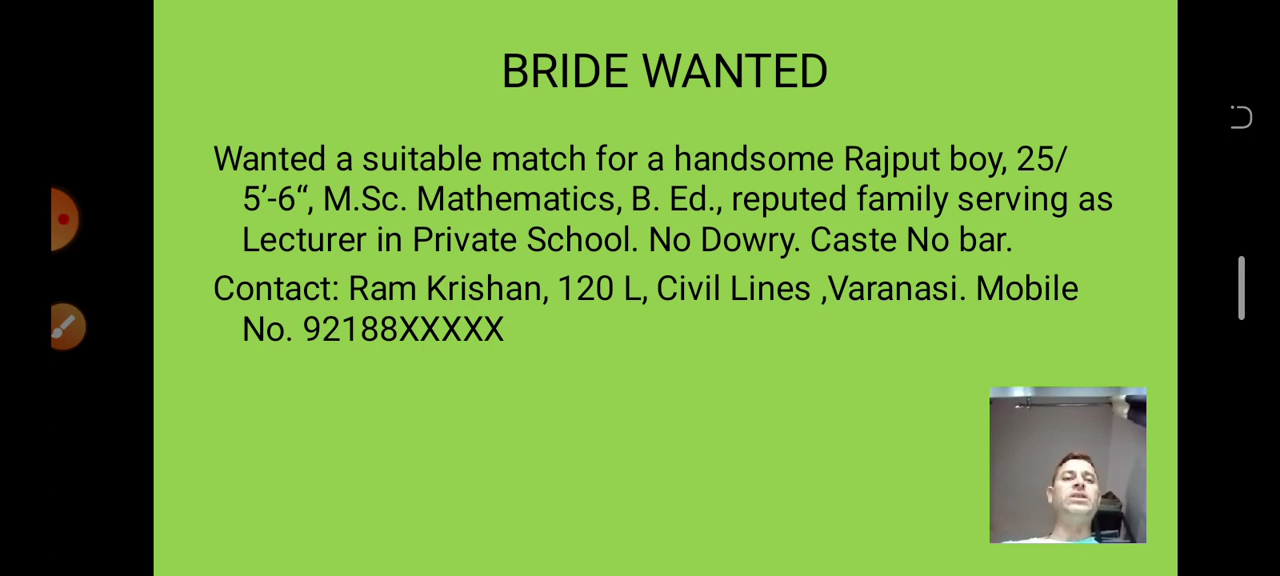 BRIDE WANTED
Wanted a suitable match for a handsome Rajput boy, 25/
5’-6“, M.Sc. Mathematics, B. Ed., reputed family serving as
Lecturer in Private School. No Dowry. Caste No bar.
Contact: Ram Krishan, 120 L, Civil Lines ,Varanasi. Mobile
No. 92188XXXXX